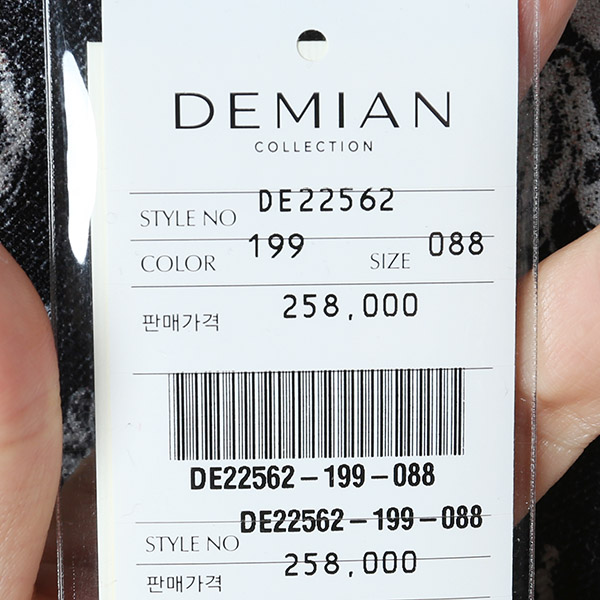 DEMIAN
COLLECTION
STYLE NO DE22562
COLOR 199 SIZE 088
판매가격 258,000
DE22562-199-088
STYLE NO DE22562-199-088
판매가격 258,000